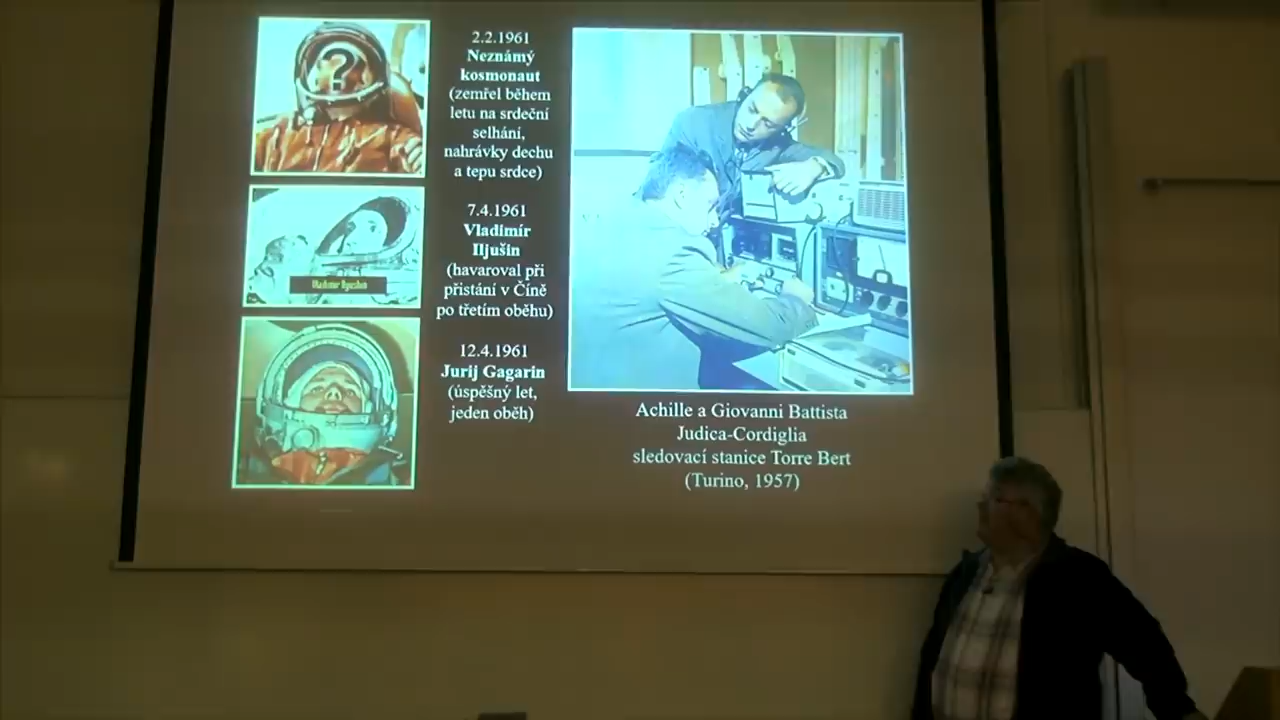 ?
2.2.1961
Neznámý
kosmonaut
(zemřel během
letu na srdeční
selhání,
nahrávky dechu
a tepu srdce)
Vladimir Ilyushin
7.4.1961
Vladimír
Iljušin
(havaroval při
přistání v Číně
po třetím oběhu)
12.4.1961
Jurij Gagarin
(úspěšný let,
jeden oběh)
Achille a Giovanni Battista
Judica-Cordiglia
sledovací stanice Torre Bert
(Turino, 1957)